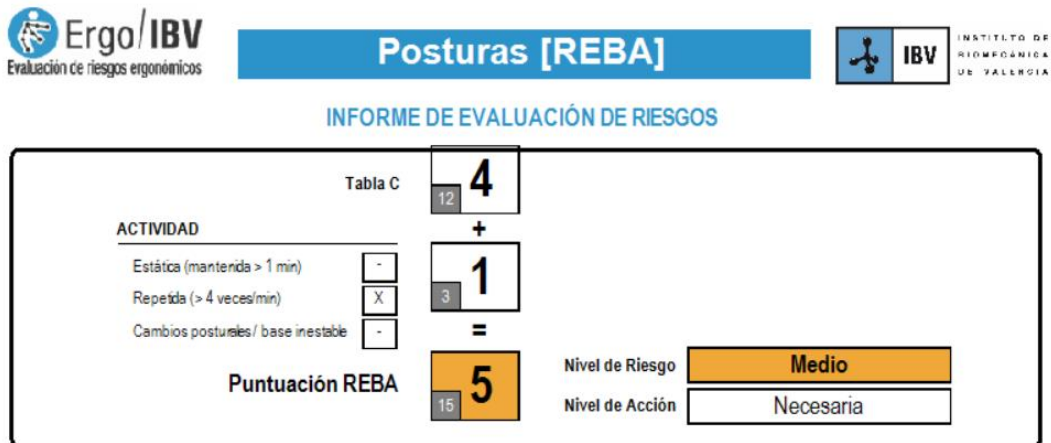 Ergo/IBV
Evaluación de riesgos ergonómicos
Posturas [REBA]
IBV
INSTITUTO DE
BIOMECÁNICA
DE VALENCIA
INFORME DE EVALUACIÓN DE RIESGOS
Tabla C 12 4
ACTIVIDAD +
Estática (mantenida > 1 min) -
Repetida (> 4 veces/min) X 3 1
Cambios posturales / base inestable - =
Puntuación REBA 15 5
Nivel de Riesgo Medio
Nivel de Acción Necesaria